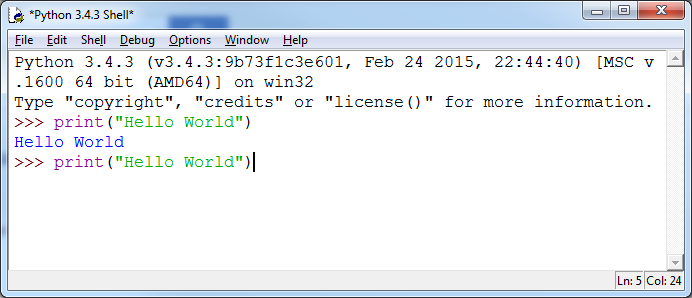 *Python 3.4.3 Shell*
File Edit Shell Debug Options Window Help
Python 3.4.3 (v3.4.3:9b73f1c3e601, Feb 24 2015, 22:44:40) [MSC v
.1600 64 bit (AMD64)] on win32
Type "copyright", "credits" or "license()" for more information.
>>> print("Hello World")
Hello World
>>> print("Hello World")
Ln: 5 Col: 24